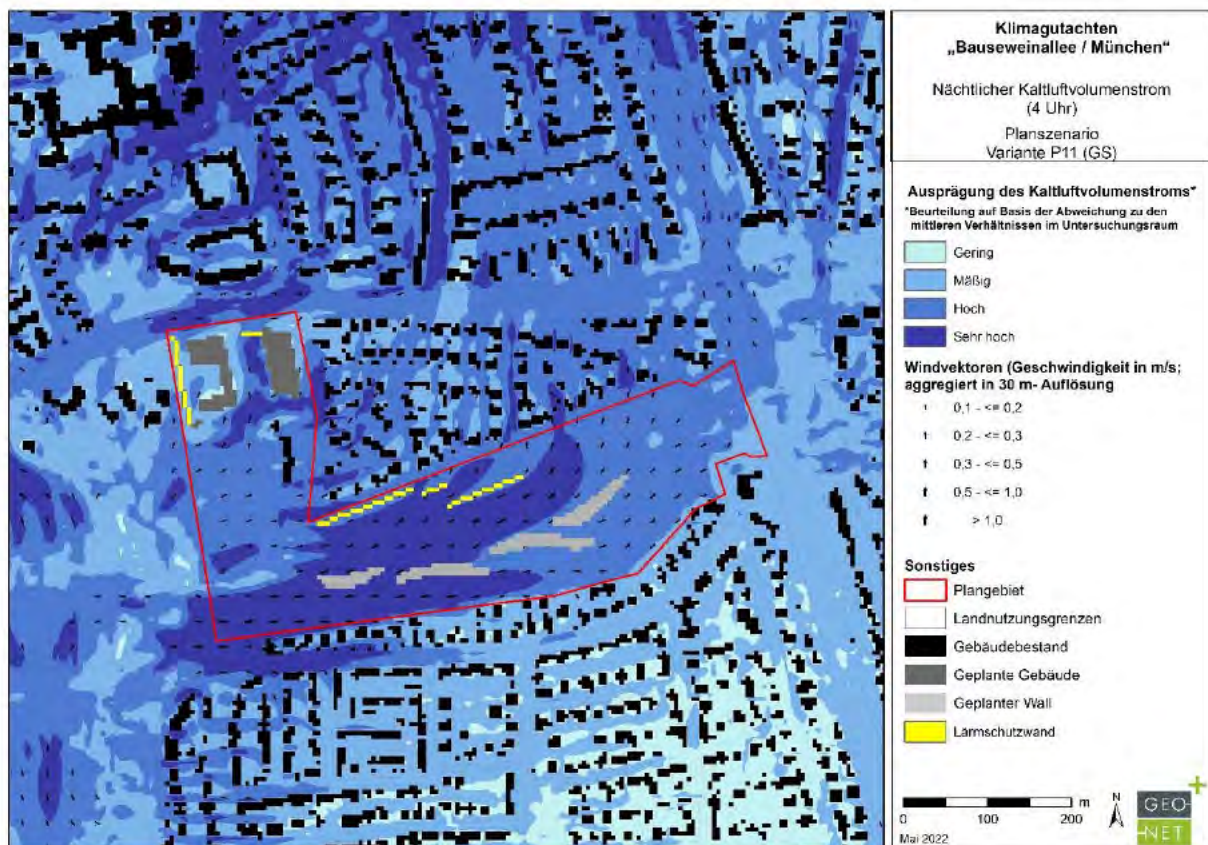 Klimagutachten
„Bauseweinallee / München“
Nächtlicher Kaltluftvolumenstrom
(4 Uhr)
Planszenario
Variante P11 (GS)
Ausprägung des Kaltluftvolumenstroms*
*Beurteilung auf Basis der Abweichung zu den
mittleren Verhältnissen im Untersuchungsraum
Gering
Mäßig
Hoch
Sehr hoch
Windvektoren (Geschwindigkeit in m/s;
aggregiert in 30 m- Auflösung
0,1 - <= 0,2
0,2 - <= 0,3
0,3 - <= 0,5
0,5 - <= 1,0
> 1,0
Sonstiges
Plangebiet
Landnutzungsgrenzen
Gebäudebestand
Geplante Gebäude
Geplanter Wall
Lärmschutzwand
m
0 100 200
N
Mai 2022
GEO-
NET